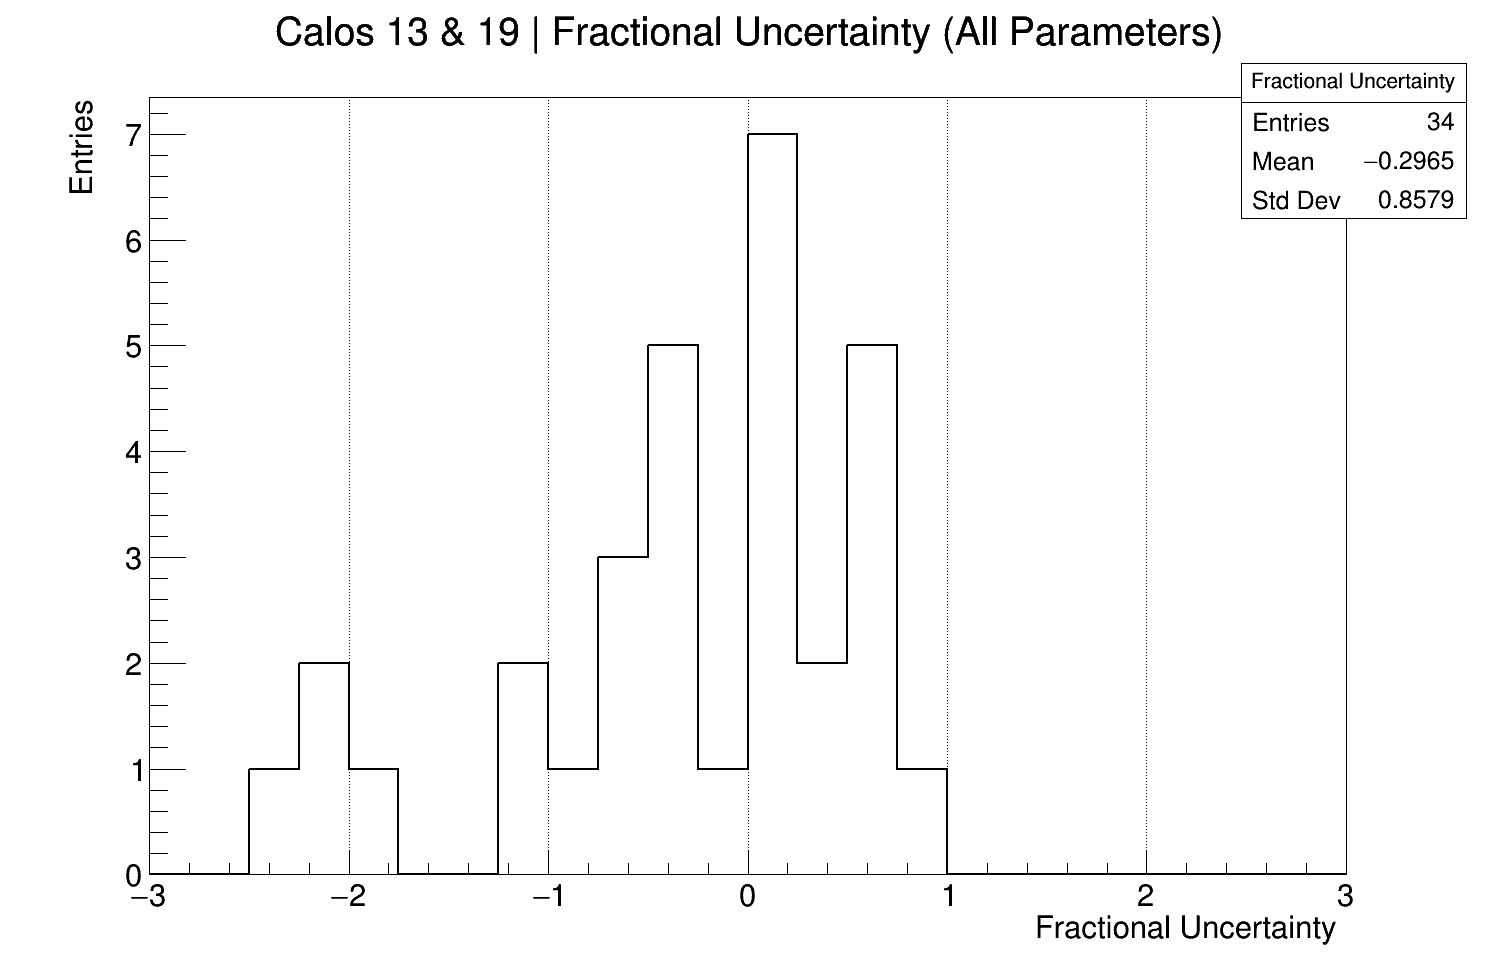 Calos 13 & 19 | Fractional Uncertainty (All Parameters)
Fractional Uncertainty
Entries 34
Mean −0.2965
Std Dev 0.8579
Entries
7
6
5
4
3
2
1
0
−3 −2 −1 0 1 2 3
Fractional Uncertainty